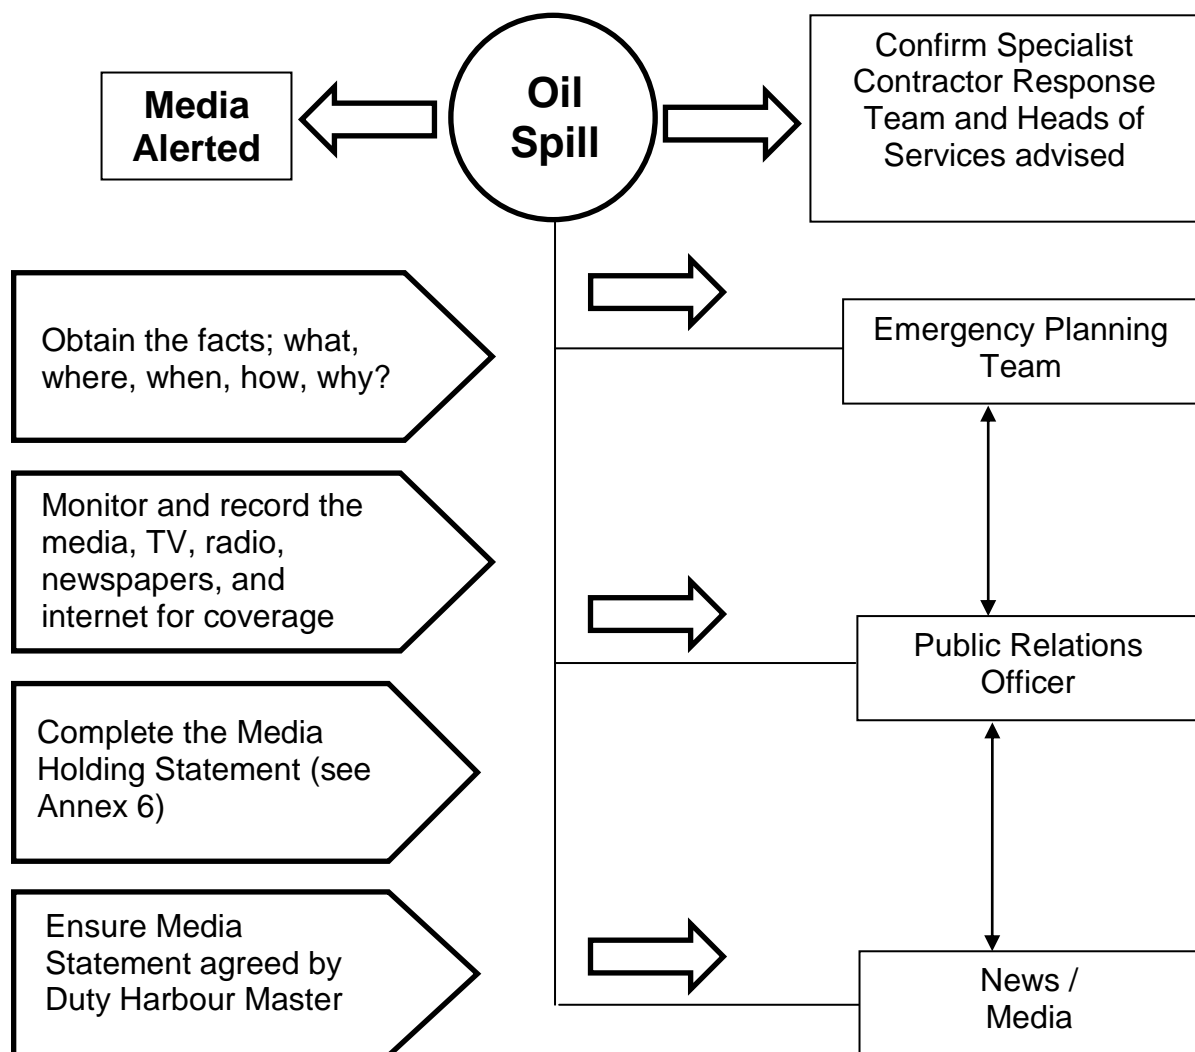 Media
Alerted
Oil
Spill
Confirm Specialist
Contractor Response
Team and Heads of
Services advised
Obtain the facts; what,
where, when, how, why?
Emergency Planning
Team
Monitor and record the
media, TV, radio,
newspapers, and
internet for coverage
Public Relations
Officer
Complete the Media
Holding Statement (see
Annex 6)
Ensure Media
Statement agreed by
Duty Harbour Master
News /
Media